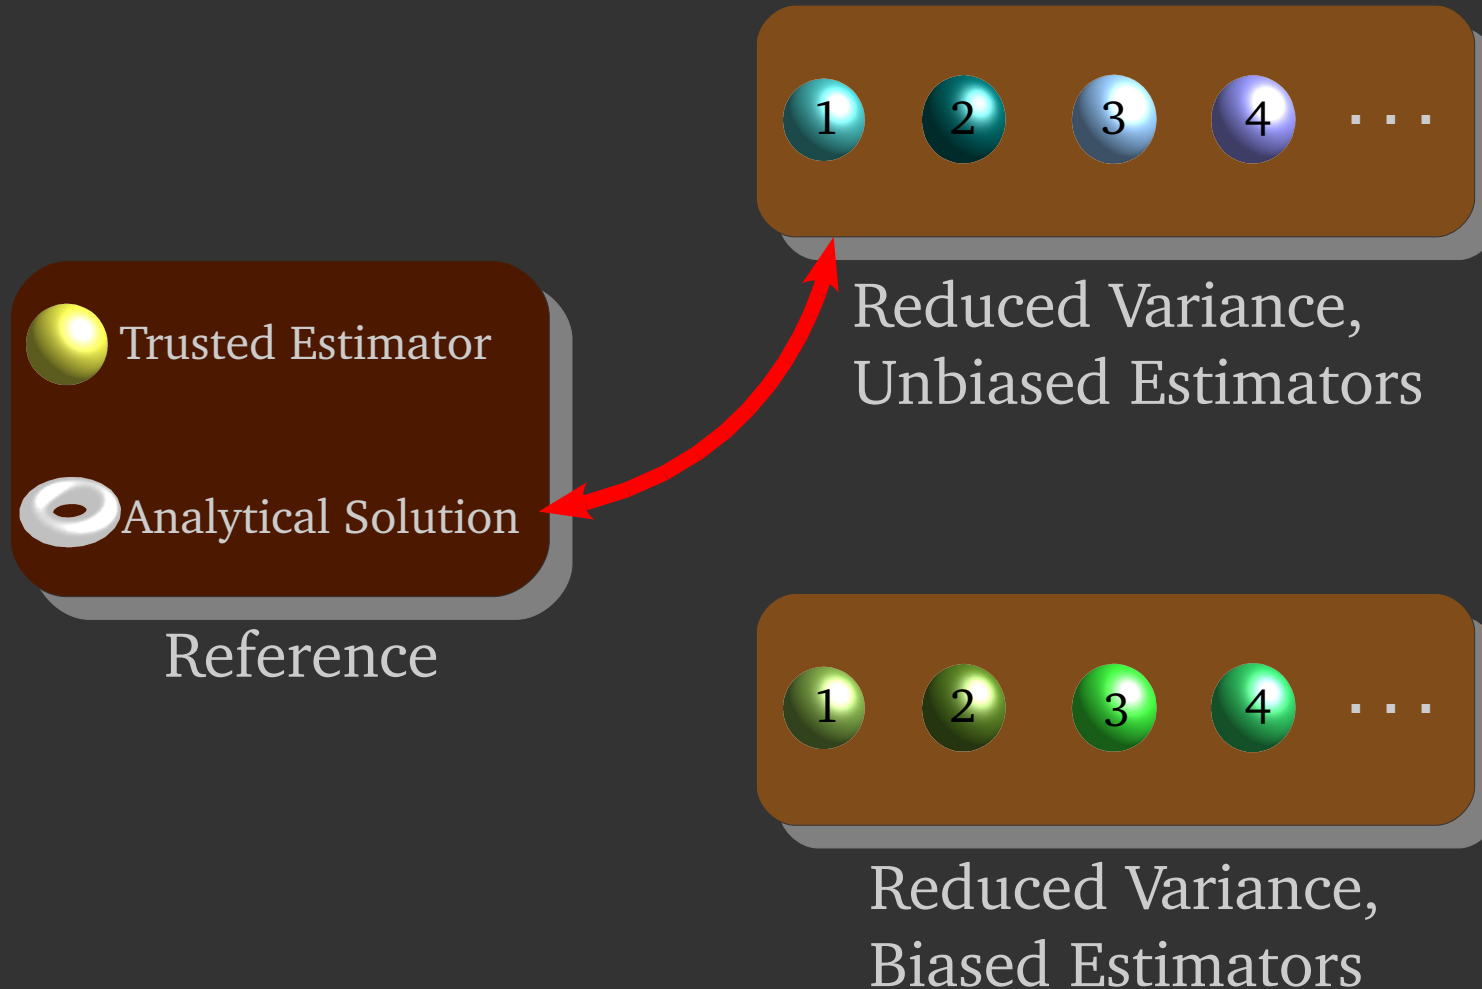 1 2 3 4 ...
Reduced Variance,
Unbiased Estimators
Trusted Estimator
Analytical Solution
Reference
1 2 3 4 ...
Reduced Variance,
Biased Estimators